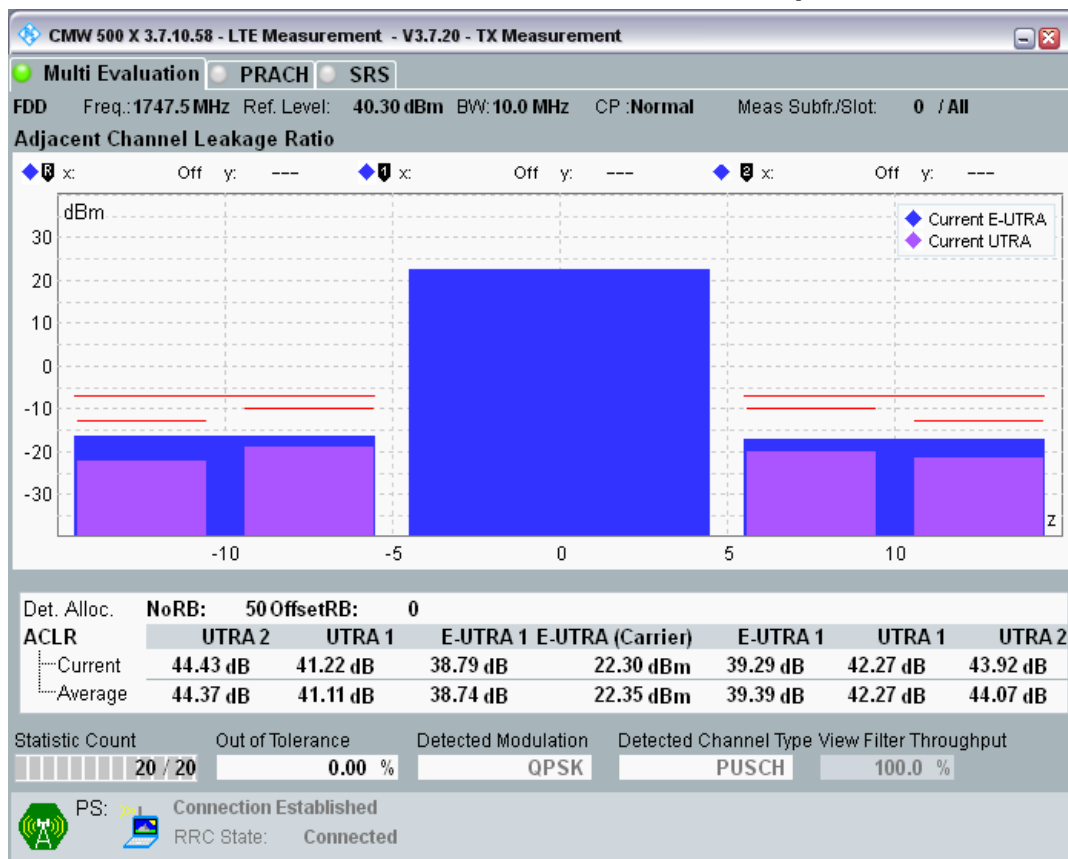 CMW 500 X 3.7.10.58 - LTE Measurement - V3.7.20 - TX Measurement
Multi Evaluation PRACH SRS
FDD Freq.:1747.5 MHz Ref. Level: 40.30 dBm BW:10.0 MHz CP :Normal Meas Subfr./Slot: 0 / All
Adjacent Channel Leakage Ratio
R x: Off y: --- 1 x: Off y: --- 2 x: Off y: ---
dBm
Current E-UTRA
Current UTRA
30
20
10
0
-10
-20
-30
z
-10 -5 0 5 10
Det. Alloc. NoRB: 50 OffsetRB: 0
ACLR UTRA 2 UTRA 1 E-UTRA 1 E-UTRA (Carrier) E-UTRA 1 UTRA 1 UTRA 2
Current 44.43 dB 41.22 dB 38.79 dB 22.30 dBm 39.29 dB 42.27 dB 43.92 dB
Average 44.37 dB 41.11 dB 38.74 dB 22.35 dBm 39.39 dB 42.27 dB 44.07 dB
Statistic Count Out of Tolerance Detected Modulation Detected Channel Type View Filter Throughput
20 / 20 0.00 % QPSK PUSCH 100.0 %
PS: Connection Established
RRC State: Connected